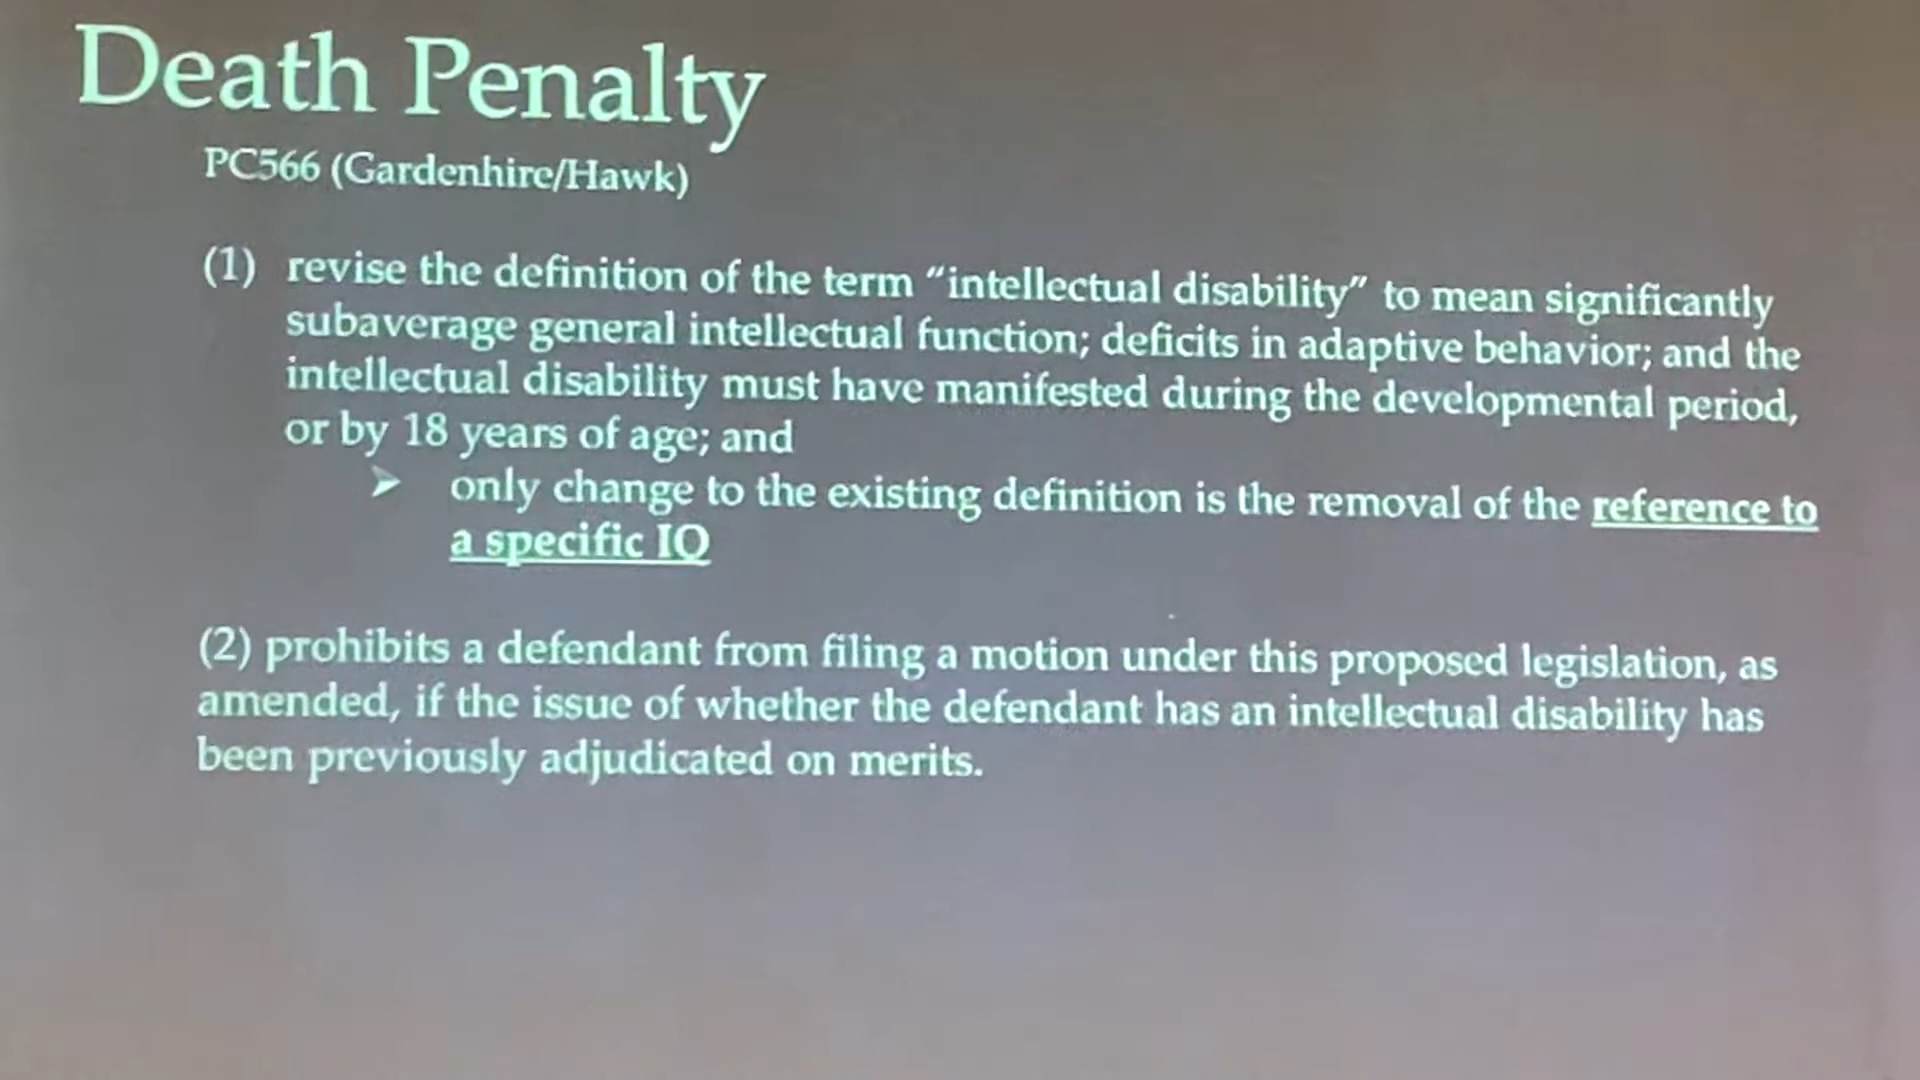 Death Penalty
PC566 (Gardenhire/Hawk)
(1) revise the definition of the term “intellectual disability” to mean significantly
subaverage general intellectual function; deficits in adaptive behavior; and the
intellectual disability must have manifested during the developmental period,
or by 18 years of age; and
➤ only change to the existing definition is the removal of the reference to
a specific IQ
(2) prohibits a defendant from filing a motion under this proposed legislation, as
amended, if the issue of whether the defendant has an intellectual disability has
been previously adjudicated on merits.